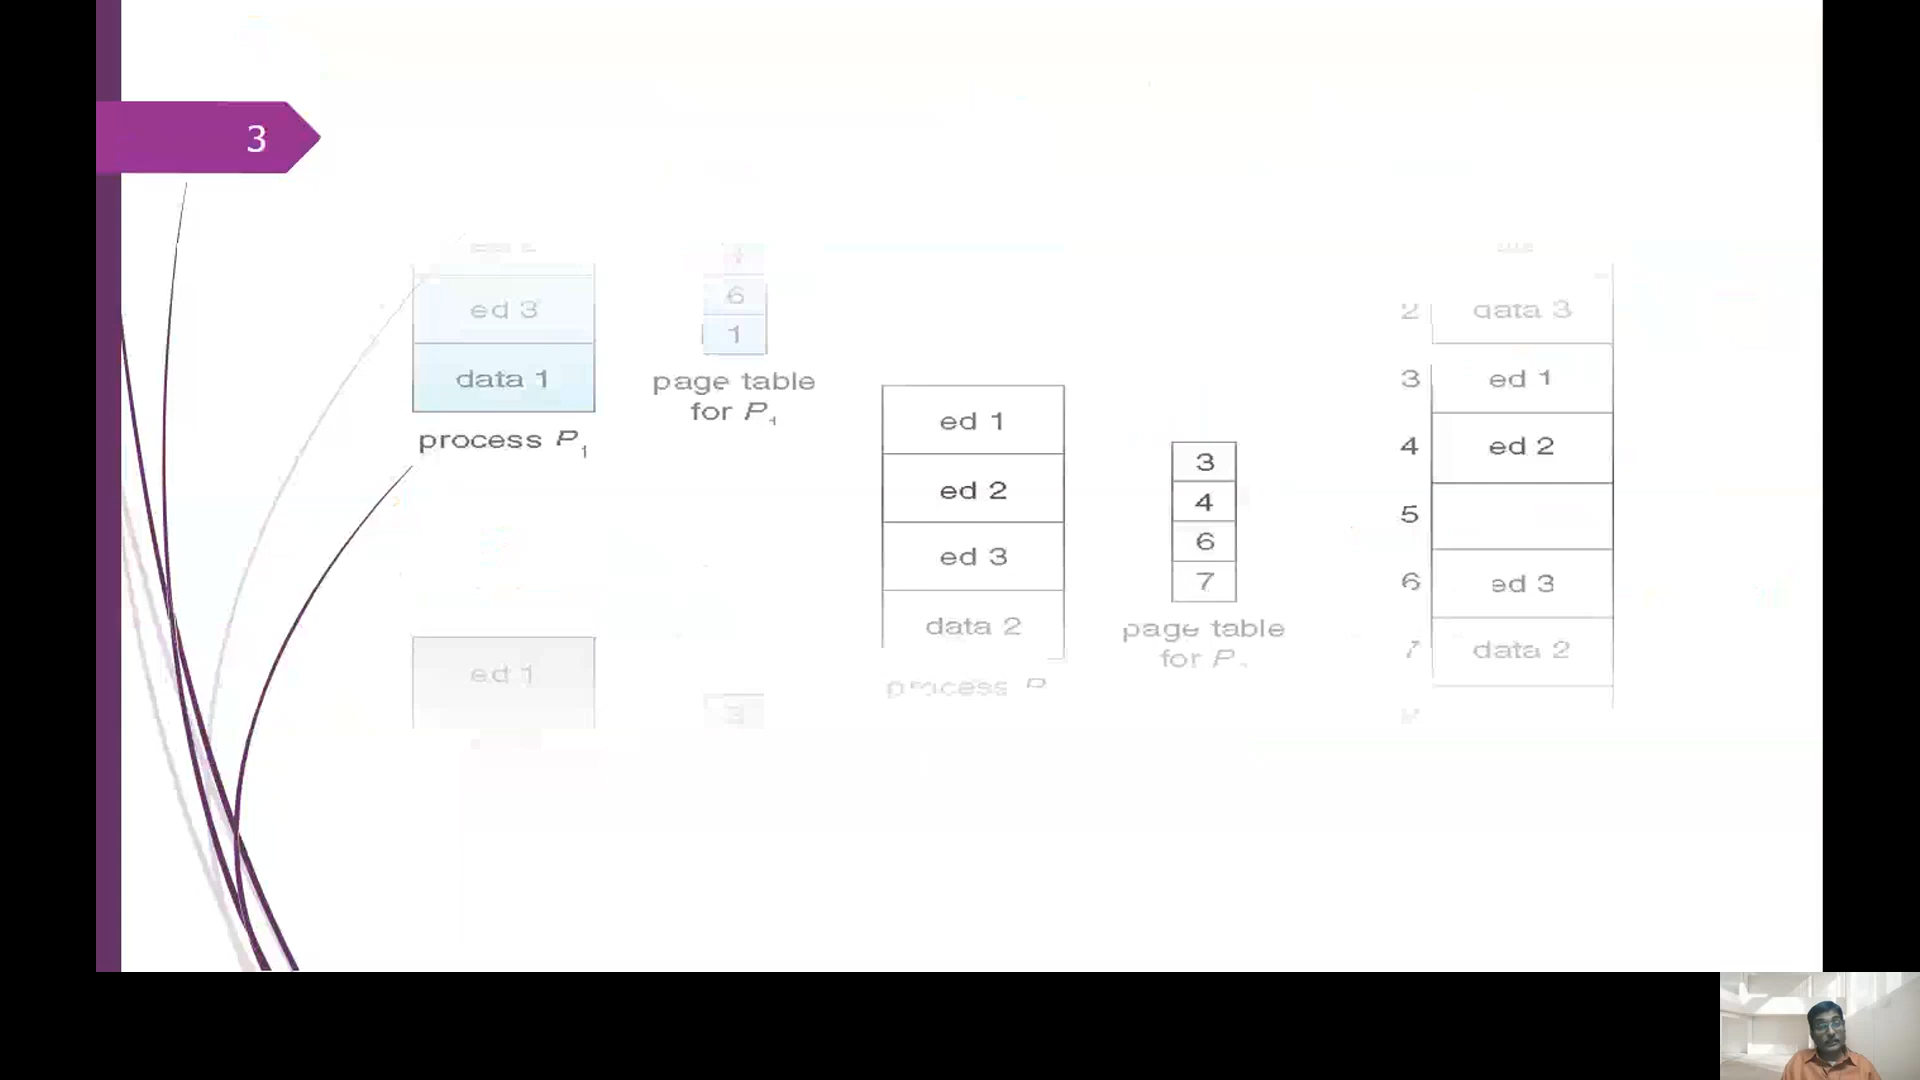 3
ed 3
data 1
process P1
6
1
page table
for P1
ed 1
ed 2
ed 3
data 2
process P
3
4
6
7
page table
for P
2 data 3
3 ed 1
4 ed 2
5
6 ed 3
7 data 2
ed 1
3